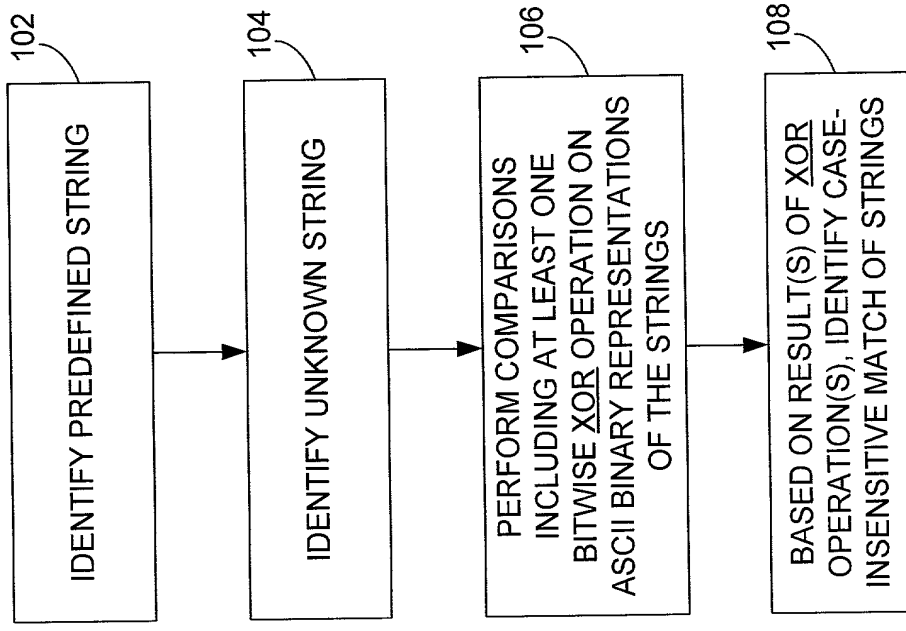 102
IDENTIFY PREDEFINED STRING
104
IDENTIFY UNKNOWN STRING
106
PERFORM COMPARISONS
INCLUDING AT LEAST ONE
BITWISE XOR OPERATION ON
ASCII BINARY REPRESENTATIONS
OF THE STRINGS
108
BASED ON RESULT(S) OF XOR
OPERATION(S), IDENTIFY CASE-
INSENSITIVE MATCH OF STRINGS